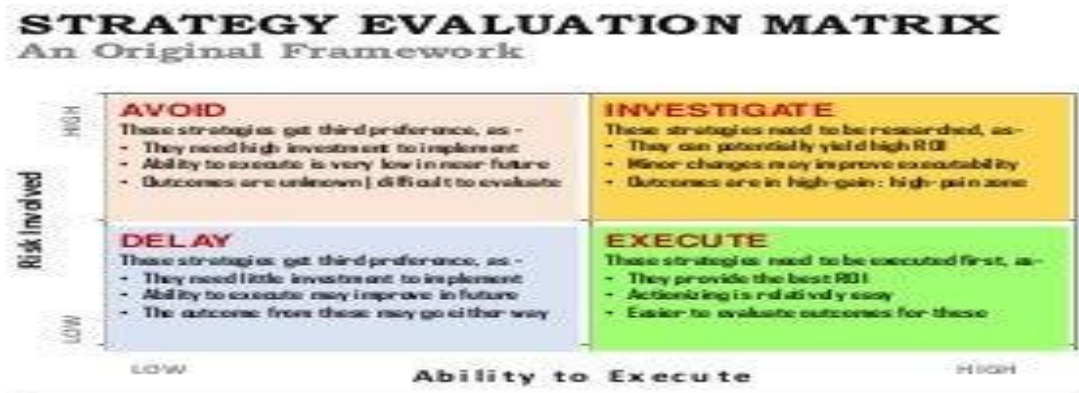 STRATEGY EVALUATION MATRIX
An Original Framework
HIGH
Risk Involved
LOW
AVOID
These strategies get third preference, as -
• They need high investment to implement
• Ability to execute is very low in near future
• Outcomes are unknown | difficult to evaluate
INVESTIGATE
These strategies need to be researched, as-
• They can potentially yield high ROI
• Minor changes may improve executability
• Outcomes are in high-gain : high-pain zone
DELAY
These strategies get third preference, as -
• They need little investment to implement
• Ability to execute may improve in future
• The outcome from these may go either way
EXECUTE
These strategies need to be executed first, as-
• They provide the best ROI
• Actionizing is relatively easy
• Easier to evaluate outcomes for these
LOW
Ability to Execute
HIGH